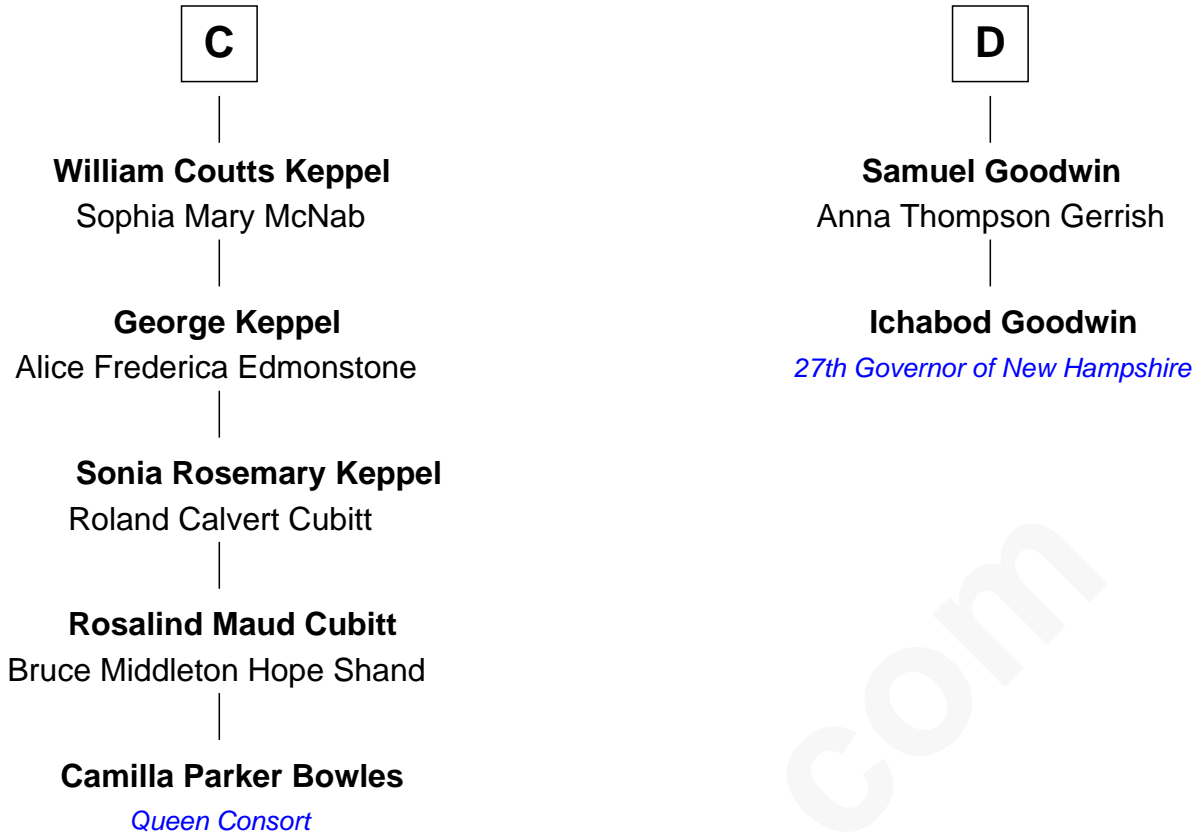 C
William Coutts Keppel
Sophia Mary McNab
George Keppel
Alice Frederica Edmonstone
Sonia Rosemary Keppel
Roland Calvert Cubitt
Rosalind Maud Cubitt
Bruce Middleton Hope Shand
Camilla Parker Bowles
Queen Consort
D
Samuel Goodwin
Anna Thompson Gerrish
Ichabod Goodwin
27th Governor of New Hampshire
com